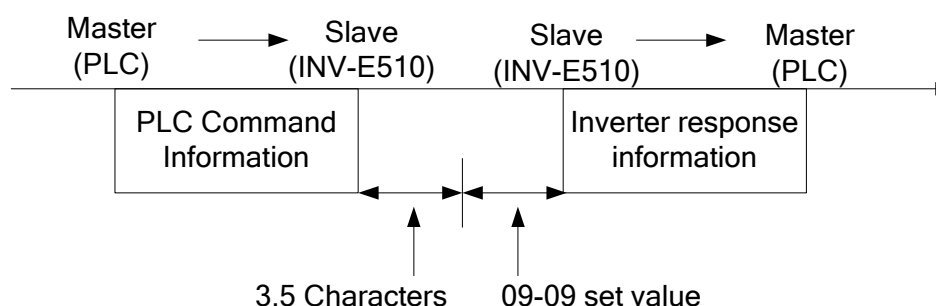 Master
(PLC)
Slave
(INV-E510)
Slave
(INV-E510)
Master
(PLC)
PLC Command
Information
Inverter response
information
3.5 Characters
09-09 set value